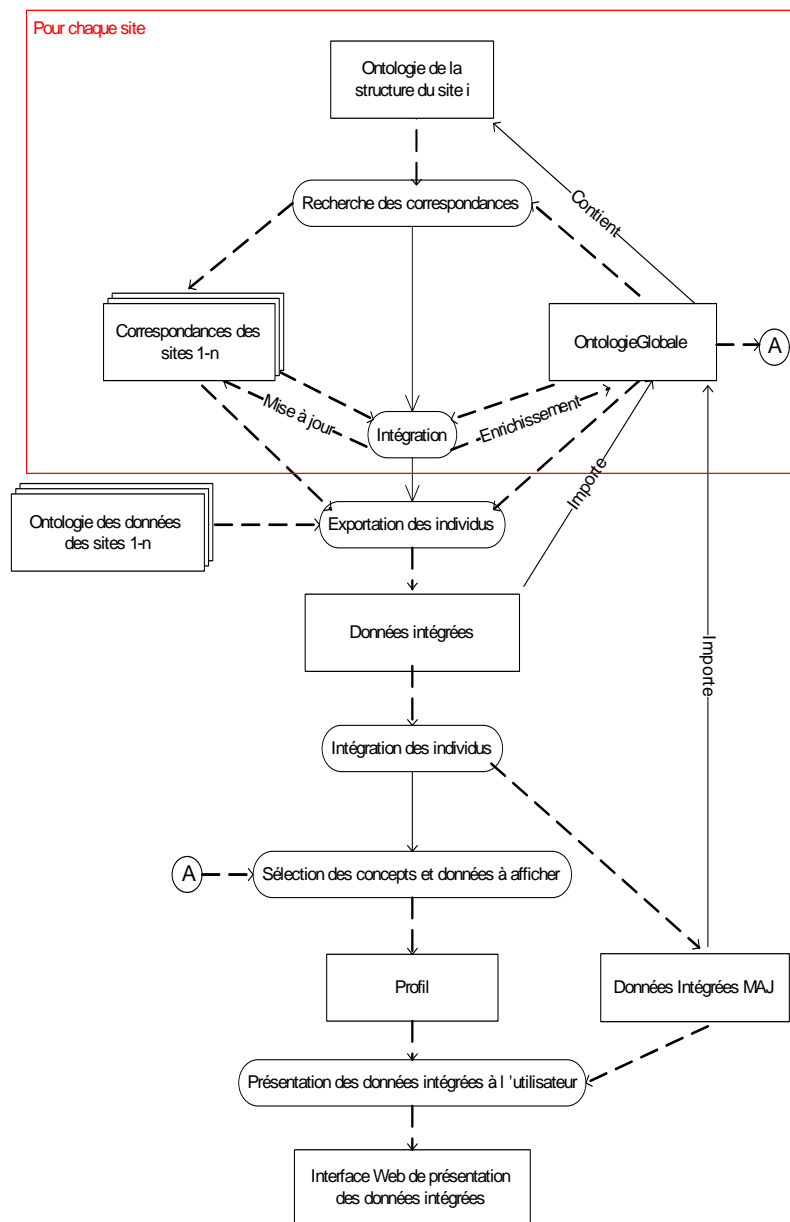 Pour chaque site
Ontologie de la
structure du site i
Recherche des correspondances
Contient
Correspondances des
sites 1-n
OntologieGlobale
A
Mise à jour
Intégration
Enrichissement
Importe
Ontologie des données
des sites 1-n
Exportation des individus
Données intégrées
Importe
Intégration des individus
A
Sélection des concepts et données à afficher
Profil
Données Intégrées MAJ
Présentation des données intégrées à l 'utilisateur
Interface Web de présentation
des données intégrées